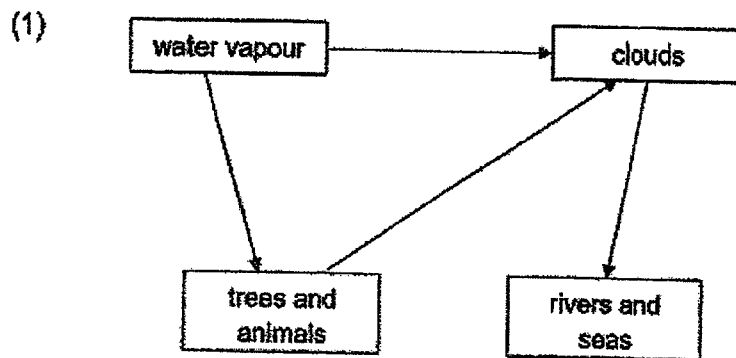 (1)
water vapour
clouds
trees and
animals
rivers and
seas